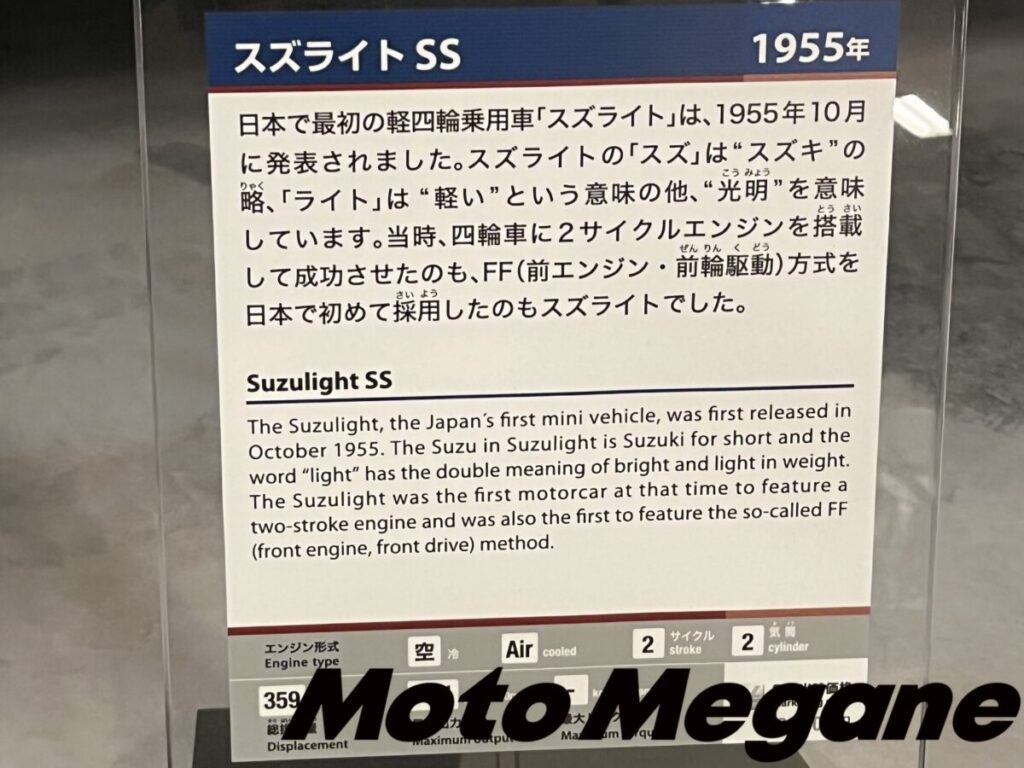 スズライト SS
1955年
日本で最初の軽四輪乗用車「スズライト」は、1955年10月
に発表されました。スズライトの「スズ」は“スズキ”の
略、「ライト」は“軽い”という意味の他、“光明”を意味
しています。当時、四輪車に2サイクルエンジンを搭載
して成功させたのも、FF（前エンジン・前輪駆動）方式を
日本で初めて採用したのもスズライトでした。
Suzulight SS
The Suzulight, the Japan´s first mini vehicle, was first released in
October 1955. The Suzu in Suzulight is Suzuki for short and the
word “light” has the double meaning of bright and light in weight.
The Suzulight was the first motorcar at that time to feature a
two-stroke engine and was also the first to feature the so-called FF
(front engine, front drive) method.
エンジン形式 空 冷 Air cooled 2 サイクル stroke 2 気筒 cylinder
Engine type
359
Displacement Maximum output
Moto Megane